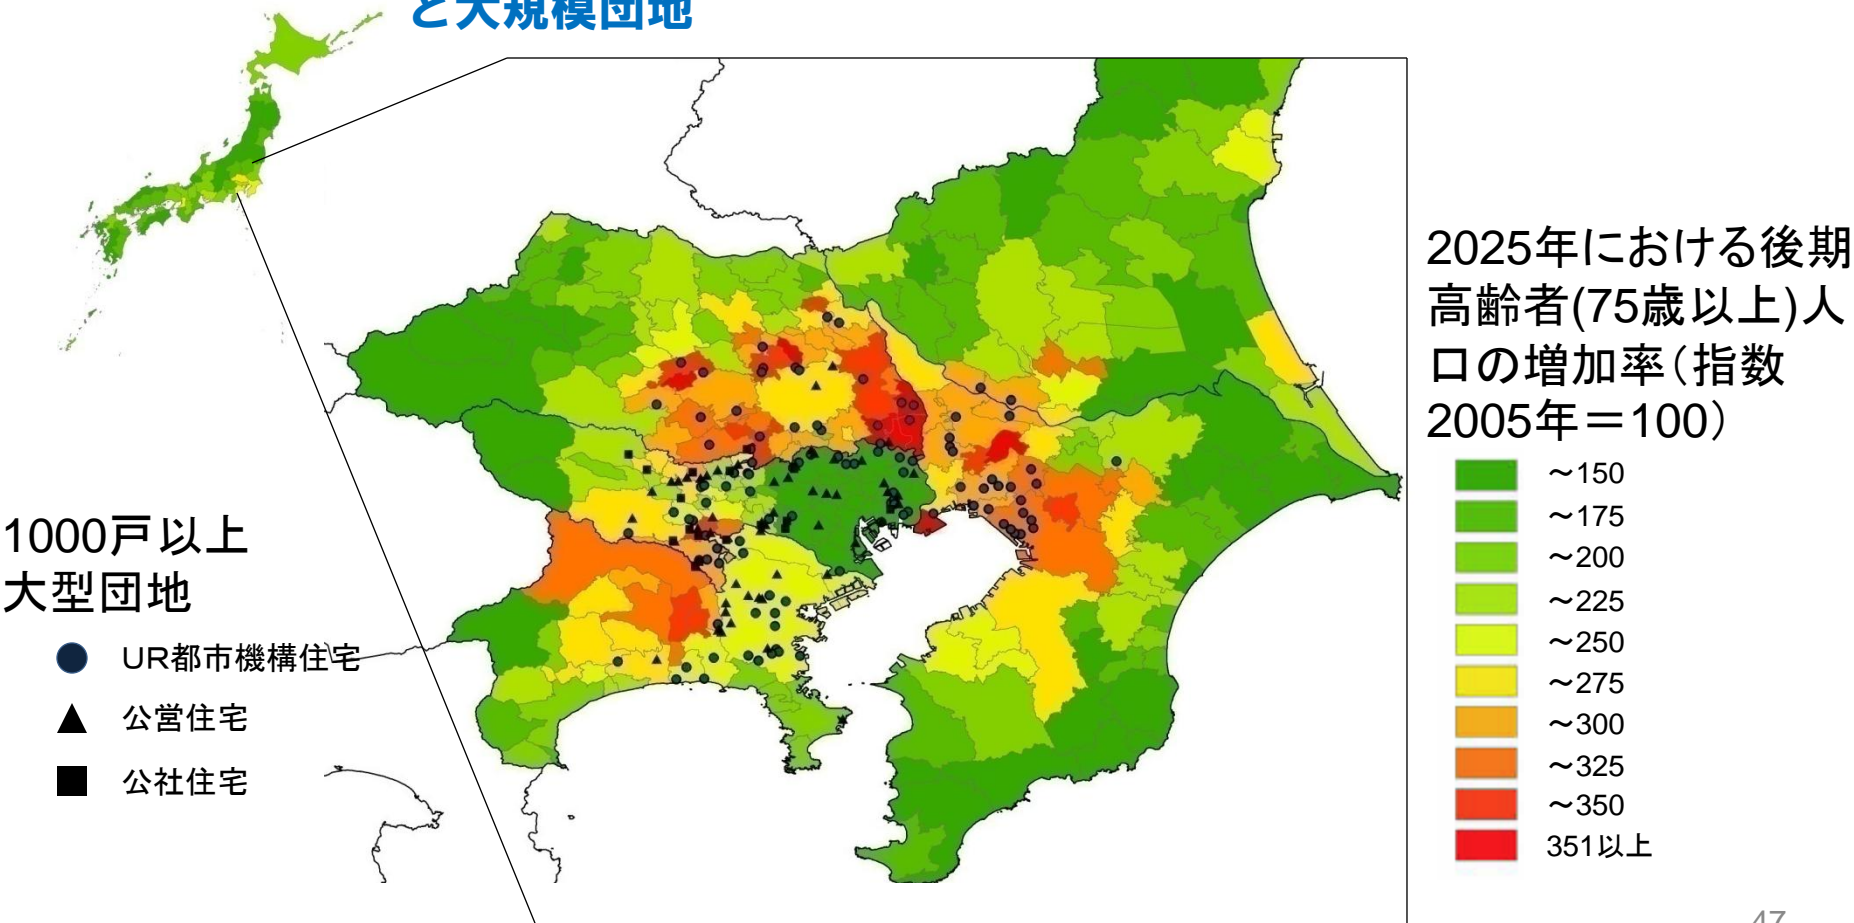 と大規模団地
2025年における後期
高齢者(75歳以上)人
口の増加率（指数
2005年＝100）
～150
～175
～200
～225
～250
～275
～300
～325
～350
351以上
1000戸以上
大型団地
UR都市機構住宅
公営住宅
公社住宅
47